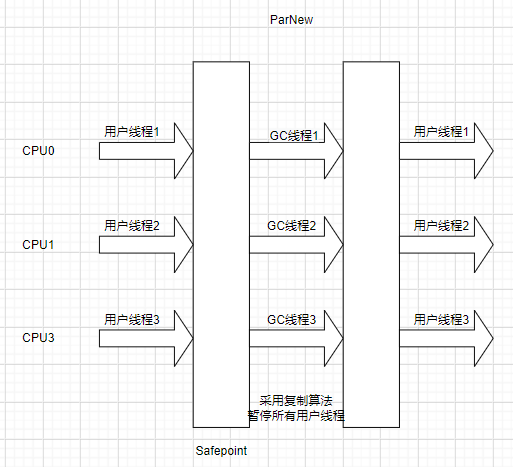 ParNew
用户线程1
GC线程1
用户线程1
CPU0
用户线程2
GC线程2
用户线程2
CPU1
用户线程3
GC线程3
用户线程3
CPU3
采用复制算法
暂停所有用户线程
Safepoint